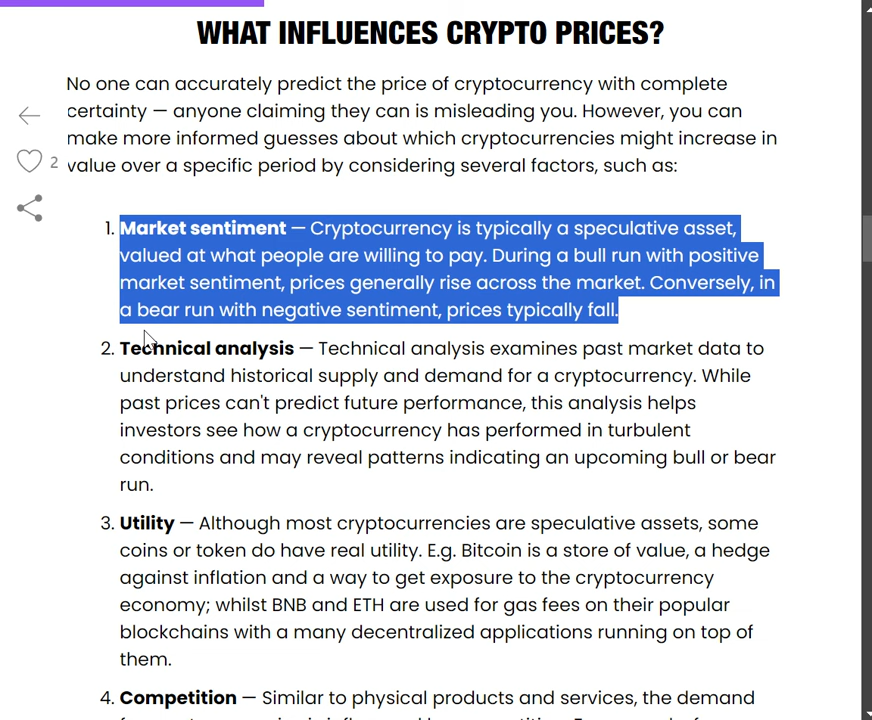 WHAT INFLUENCES CRYPTO PRICES?
No one can accurately predict the price of cryptocurrency with complete
certainty — anyone claiming they can is misleading you. However, you can
make more informed guesses about which cryptocurrencies might increase in
2
value over a specific period by considering several factors, such as:
1. Market sentiment — Cryptocurrency is typically a speculative asset,
valued at what people are willing to pay. During a bull run with positive
market sentiment, prices generally rise across the market. Conversely, in
a bear run with negative sentiment, prices typically fall.
2. Technical analysis — Technical analysis examines past market data to
understand historical supply and demand for a cryptocurrency. While
past prices can't predict future performance, this analysis helps
investors see how a cryptocurrency has performed in turbulent
conditions and may reveal patterns indicating an upcoming bull or bear
run.
3. Utility — Although most cryptocurrencies are speculative assets, some
coins or token do have real utility. E.g. Bitcoin is a store of value, a hedge
against inflation and a way to get exposure to the cryptocurrency
economy; whilst BNB and ETH are used for gas fees on their popular
blockchains with a many decentralized applications running on top of
them.
4. Competition — Similar to physical products and services, the demand